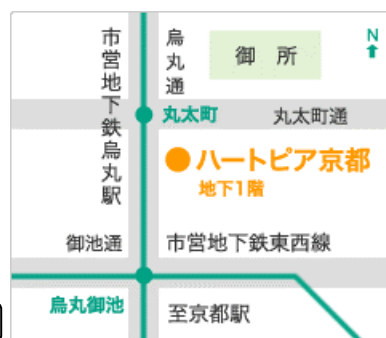 市営地下鉄烏丸駅
烏丸通
御 所
N
丸太町
丸太町通
ハートピア京都
地下1階
御池通
市営地下鉄東西線
烏丸御池
至京都駅